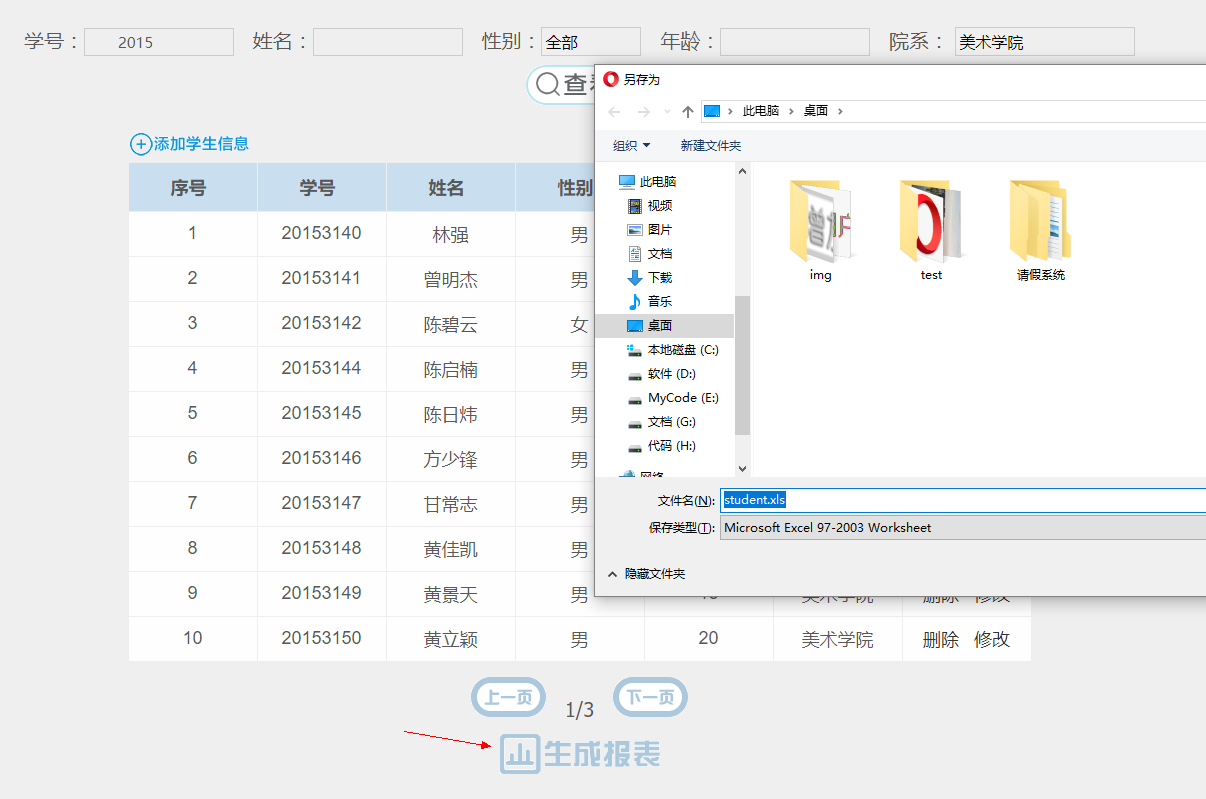 学号： 2015 姓名： 性别： 全部 年龄： 院系： 美术学院
查
另存为
此电脑 › 桌面 ›
组织 新建文件夹
添加学生信息
序号 学号 姓名 性别
1 20153140 林强 男
2 20153141 曾明杰 男
3 20153142 陈碧云 女
4 20153144 陈启楠 男
5 20153145 陈日炜 男
6 20153146 方少锋 男
7 20153147 甘常志 男
8 20153148 黄佳凯 男
9 20153149 黄景天 男 美术学院 删除 修改
10 20153150 黄立颖 男 20 美术学院 删除 修改
此电脑
视频
图片
文档
下载
音乐
桌面
本地磁盘 (C:)
软件 (D:)
MyCode (E:)
文档 (G:)
代码 (H:)
网络
img test 请假系统
文件名(N): student.xls
保存类型(T): Microsoft Excel 97-2003 Worksheet
隐藏文件夹
上一页 1/3 下一页
生成报表